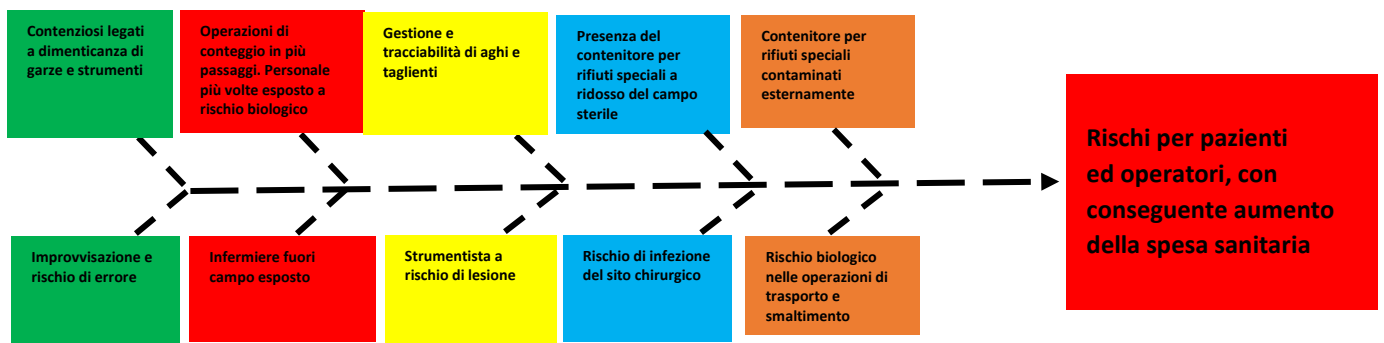 Contenziosi legati
a dimenticanza di
garze e strumenti
Operazioni di
conteggio in più
passaggi. Personale
più volte esposto a
rischio biologico
Gestione e
tracciabilità di aghi e
taglienti
Presenza del
contenitore per
rifiuti speciali a
ridosso del campo
sterile
Contenitore per
rifiuti speciali
contaminati
esternamente
Rischi per pazienti
ed operatori, con
conseguente aumento
della spesa sanitaria
Improvvisazione e
rischio di errore
Infermiere fuori
campo esposto
Strumentista a
rischio di lesione
Rischio di infezione
del sito chirurgico
Rischio biologico
nelle operazioni di
trasporto e
smaltimento